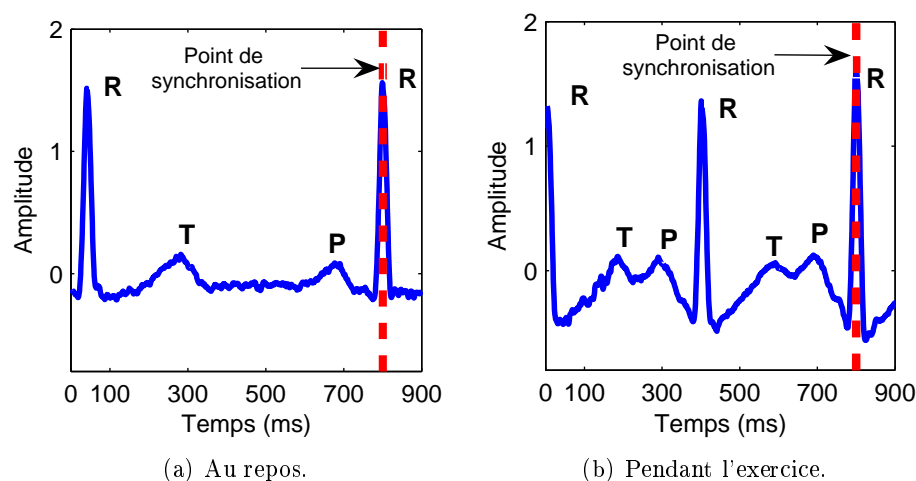 2
1
0
Amplitude
Point de
synchronisation
R
R
T
P
0 100 300 500 700 900
Temps (ms)
(a) Au repos.
2
1
0
Amplitude
Point de
synchronisation
R
R
R
T
P
T
P
0 100 300 500 700 900
Temps (ms)
(b) Pendant l'exercice.